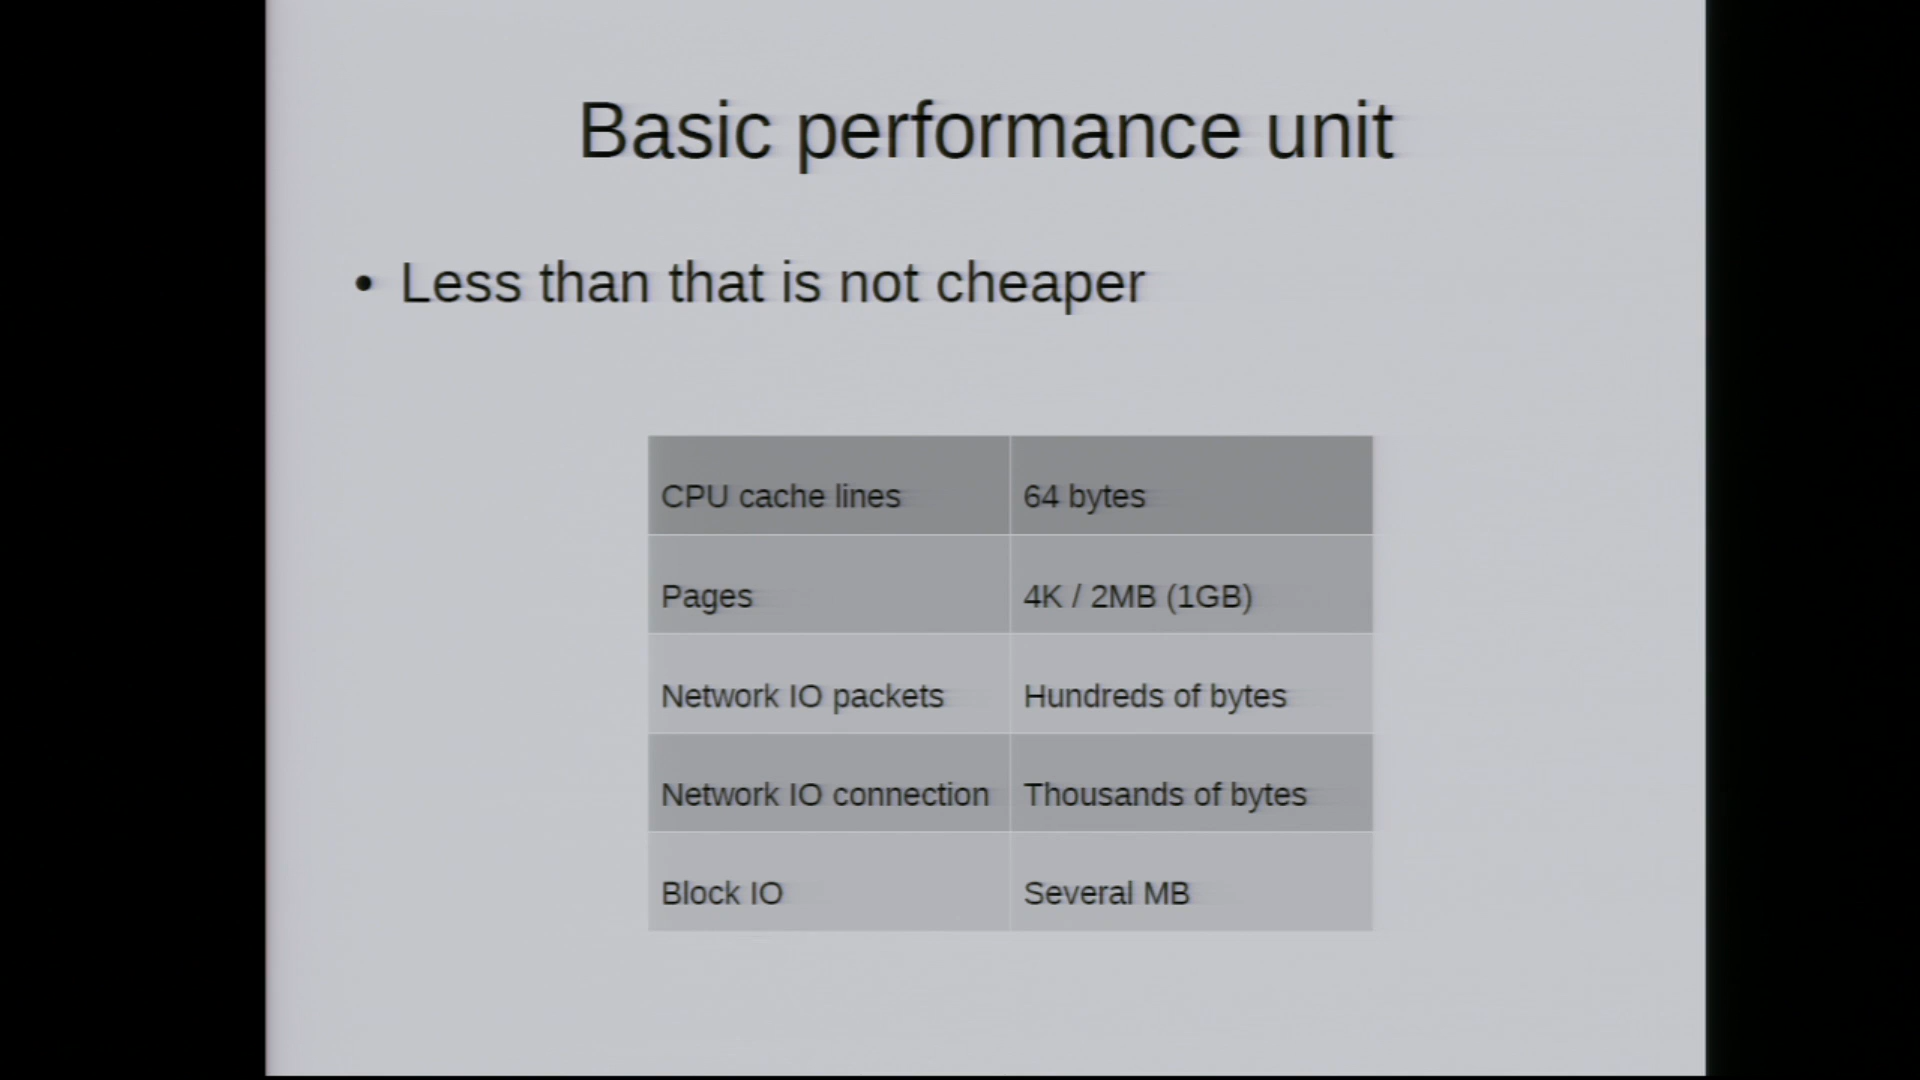 Basic performance unit
• Less than that is not cheaper
CPU cache lines 64 bytes
Pages 4K / 2MB (1GB)
Network IO packets Hundreds of bytes
Network IO connection Thousands of bytes
Block IO Several MB